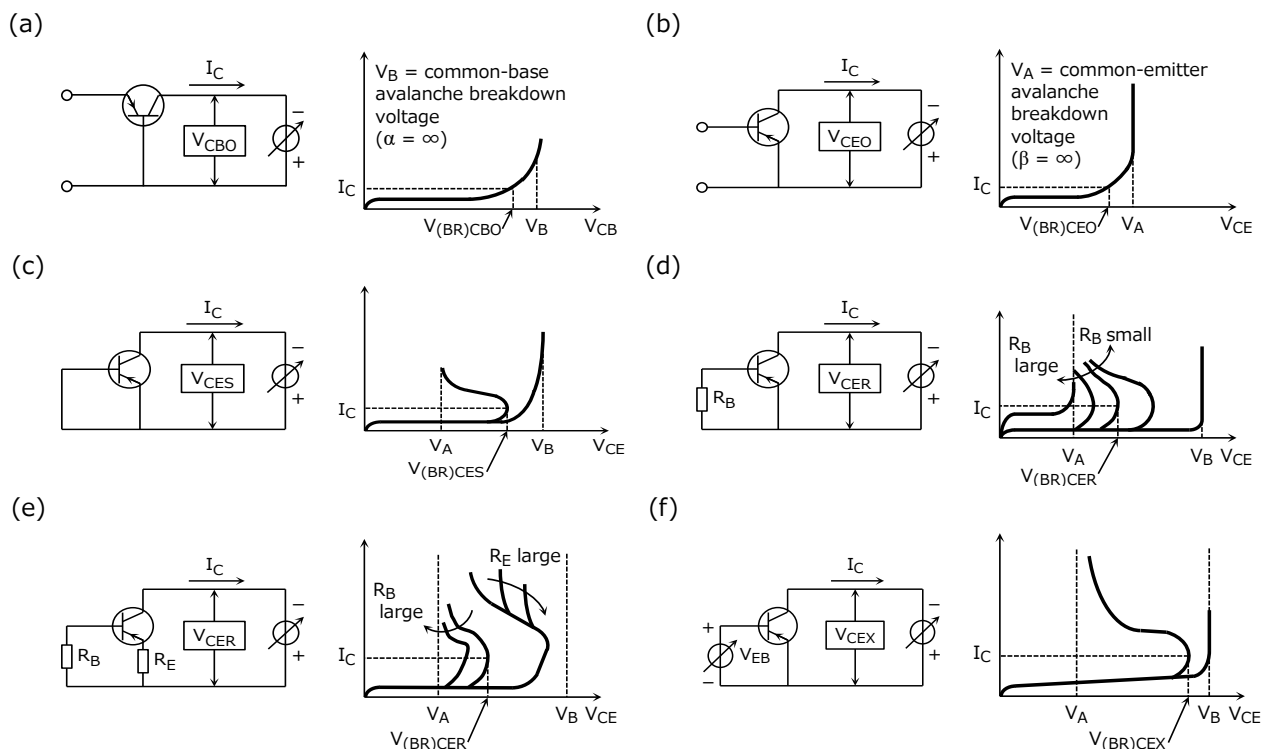 (a)
I_C
V_CBO
−
+
V_B = common-base
avalanche breakdown
voltage
(α = ∞)
I_C
V_(BR)CBO
V_B
V_CB
(b)
I_C
V_CEO
−
+
V_A = common-emitter
avalanche
breakdown
voltage
(β = ∞)
I_C
V_(BR)CEO
V_A
V_CE
(c)
I_C
V_CES
−
+
I_C
V_A
V_B
V_CE
V_(BR)CES
(d)
I_C
R_B
V_CER
−
+
R_B
large
R_B small
I_C
V_A
V_B
V_CE
V_(BR)CER
(e)
I_C
R_B
R_E
V_CER
−
+
R_B
large
R_E large
I_C
V_A
V_B
V_CE
V_(BR)CER
(f)
I_C
+
V_EB
−
V_CEX
−
+
I_C
V_A
V_B
V_CE
V_(BR)CEX